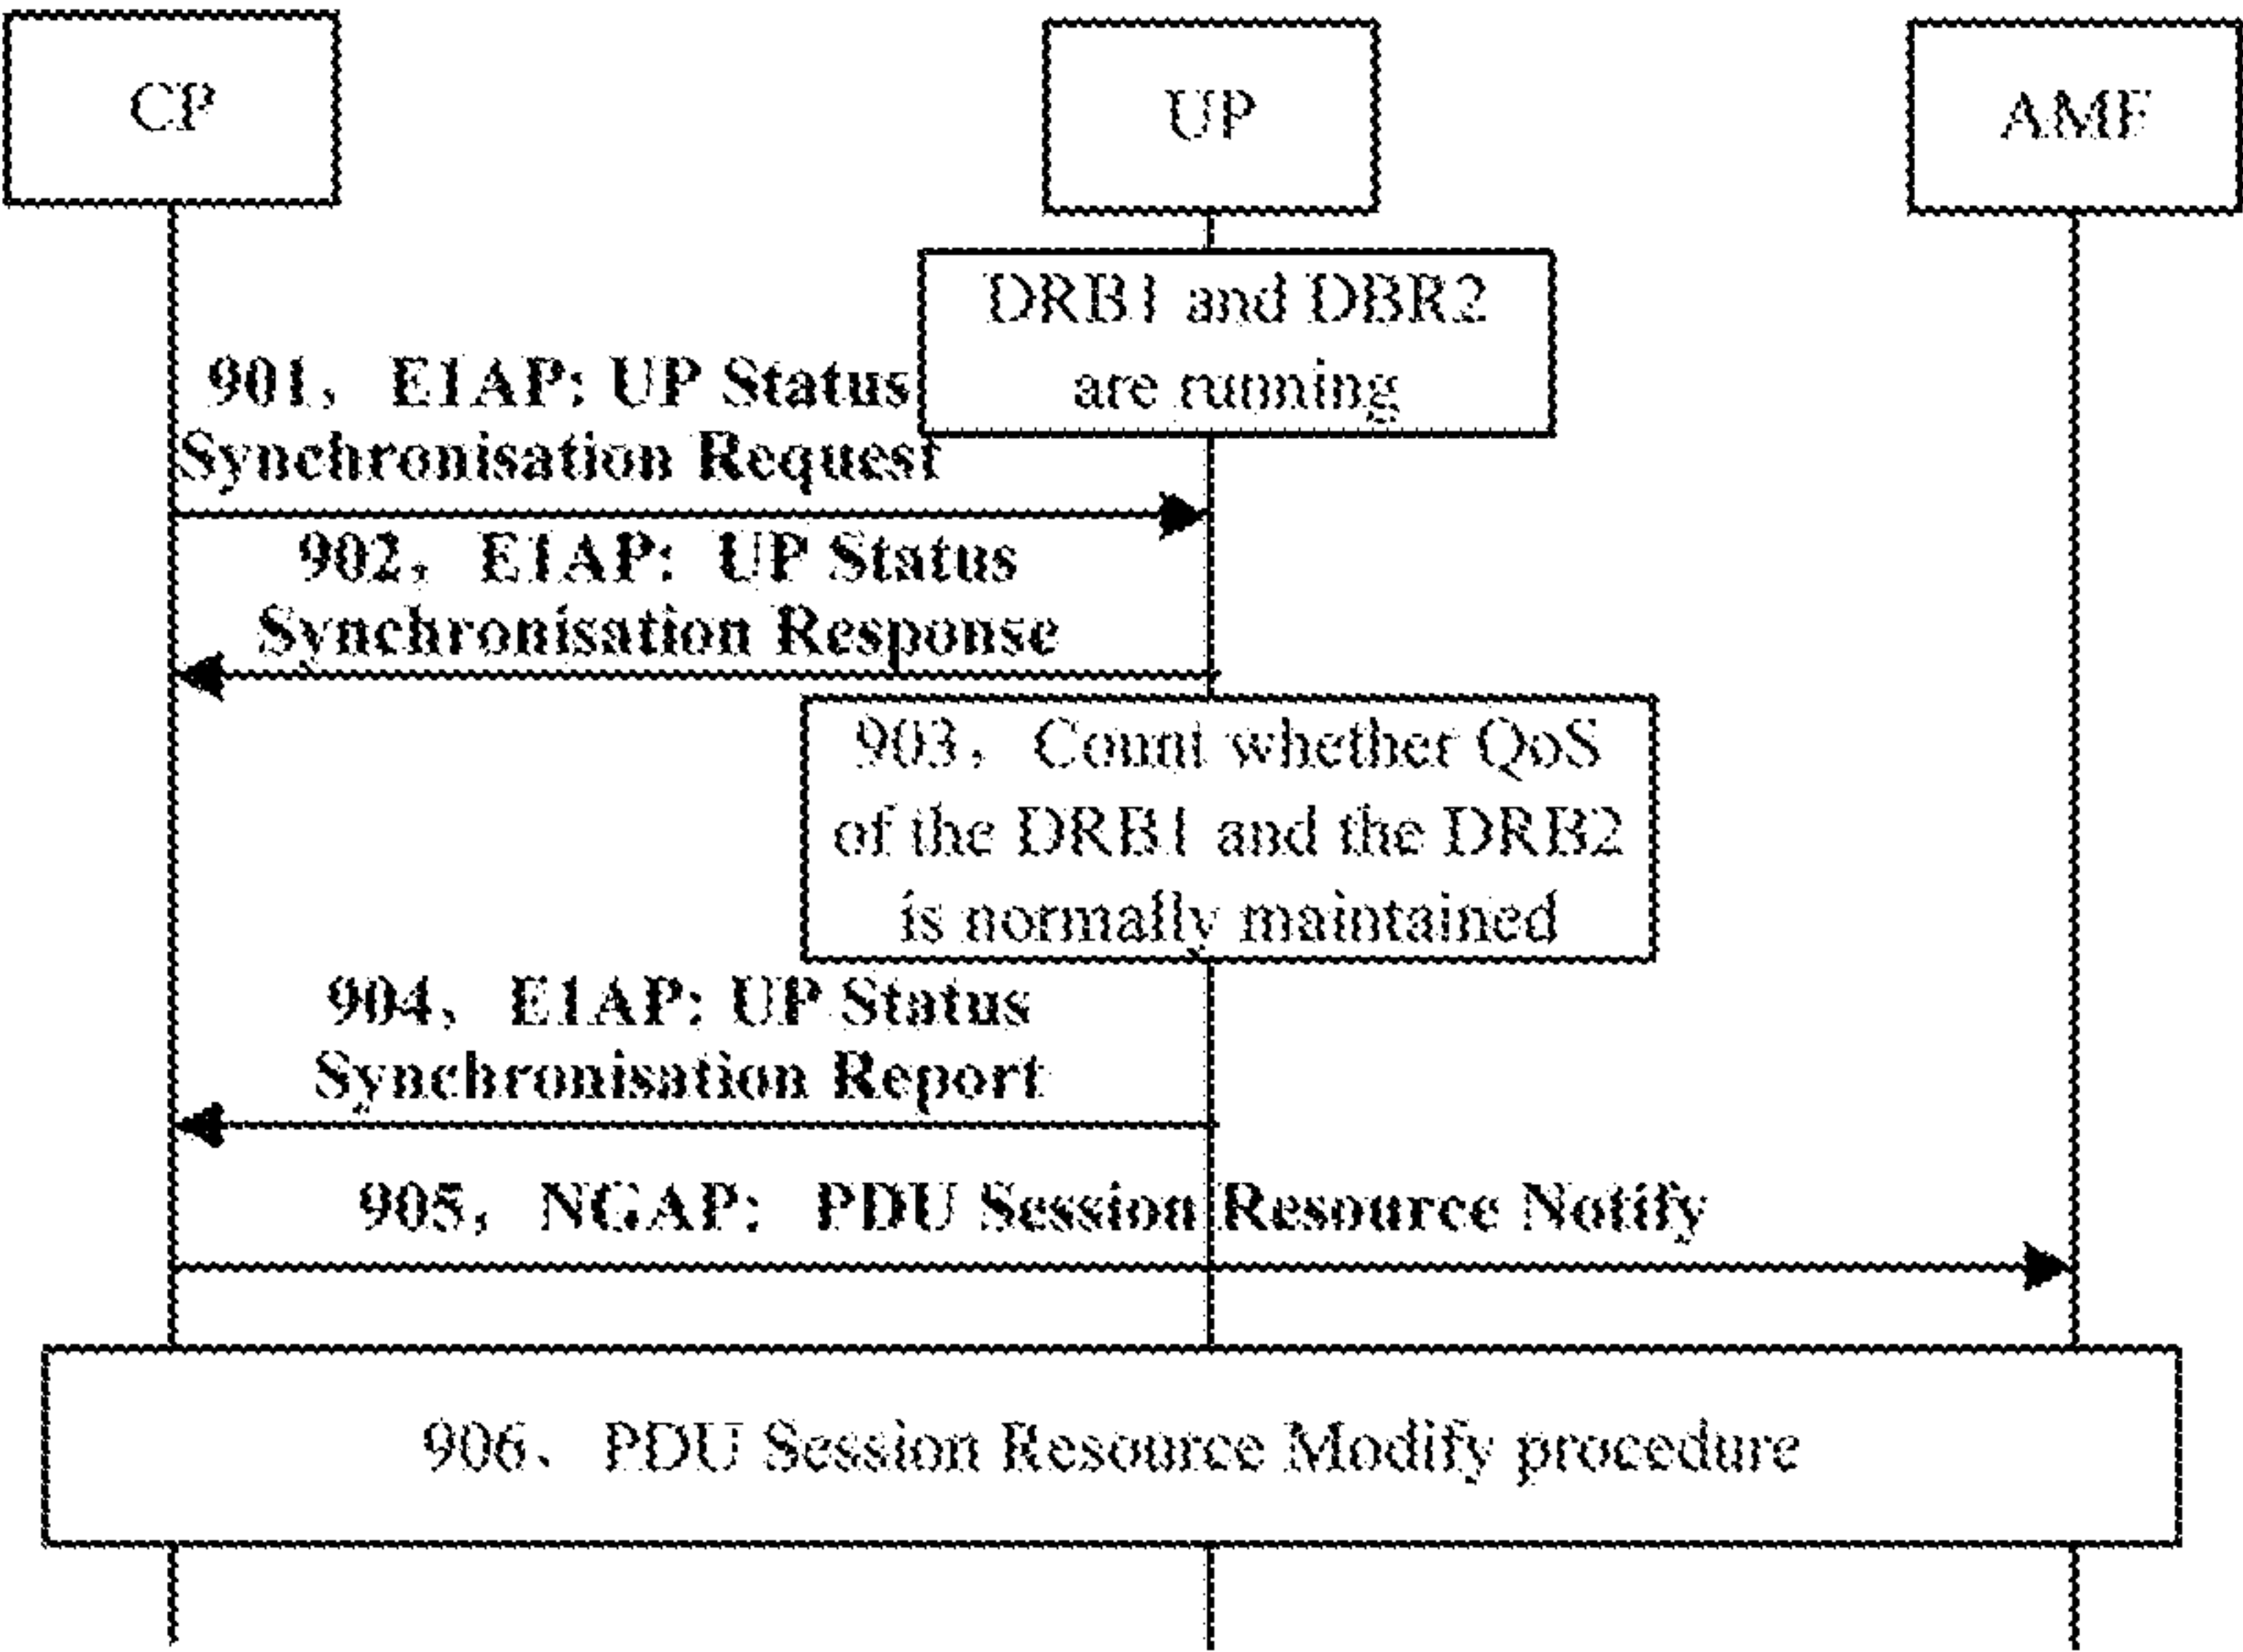 CP
UP
AMF
DRB1 and DBR2
are running
901, E1AP: UP Status
Synchronisation Request
902, E1AP: UP Status
Synchronisation Response
903, Count whether QoS
of the DRB1 and the DRB2
is normally maintained
904, E1AP: UP Status
Synchronisation Report
905, NGAP: PDU Session Resource Notify
906、 PDU Session Resource Modify procedure